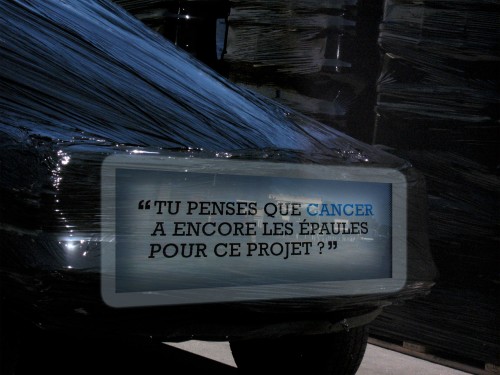 “TU PENSES QUE CANCER
A ENCORE LES ÉPAULES
POUR CE PROJET ?”